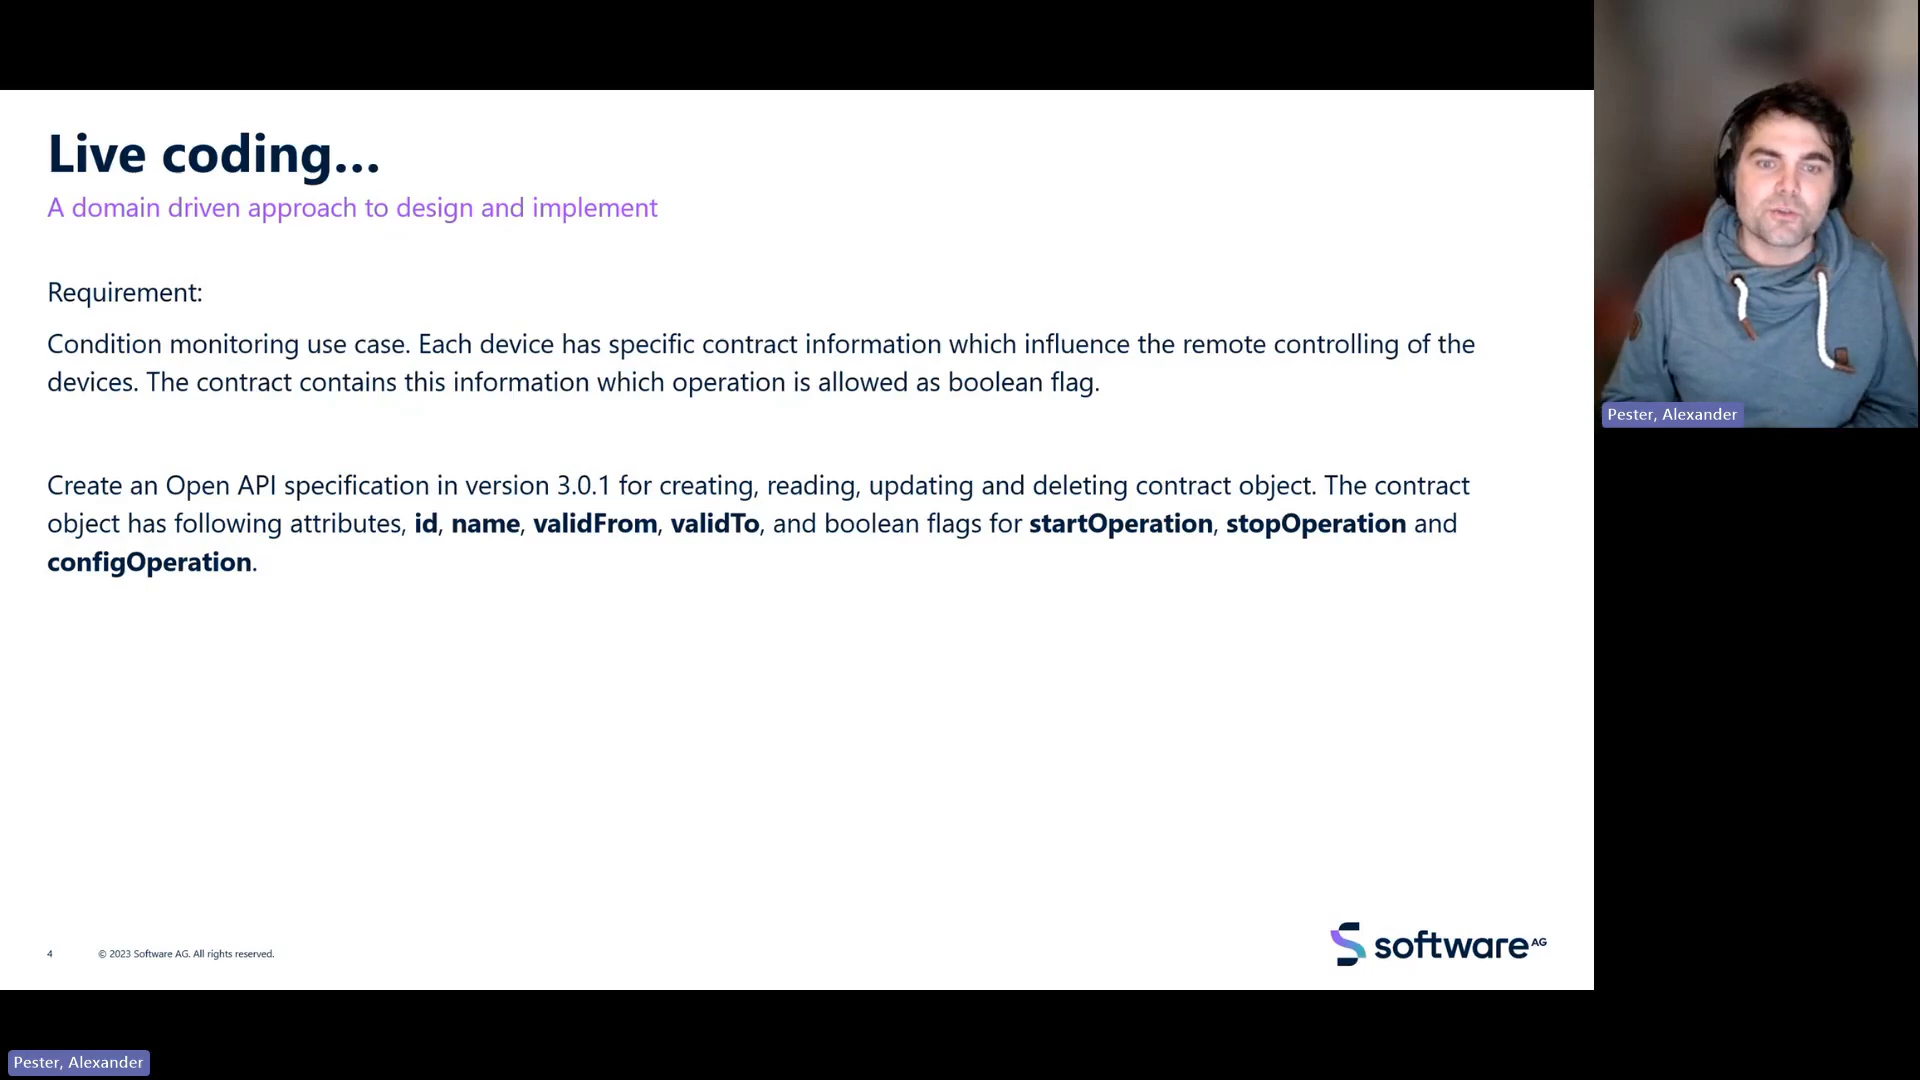 Live coding...
A domain driven approach to design and implement
Requirement:
Condition monitoring use case. Each device has specific contract information which influence the remote controlling of the
devices. The contract contains this information which operation is allowed as boolean flag.
Create an Open API specification in version 3.0.1 for creating, reading, updating and deleting contract object. The contract
object has following attributes, id, name, validFrom, validTo, and boolean flags for startOperation, stopOperation and
configOperation.
4
© 2023 Software AG. All rights reserved.
software AG
Pester, Alexander
Pester, Alexander